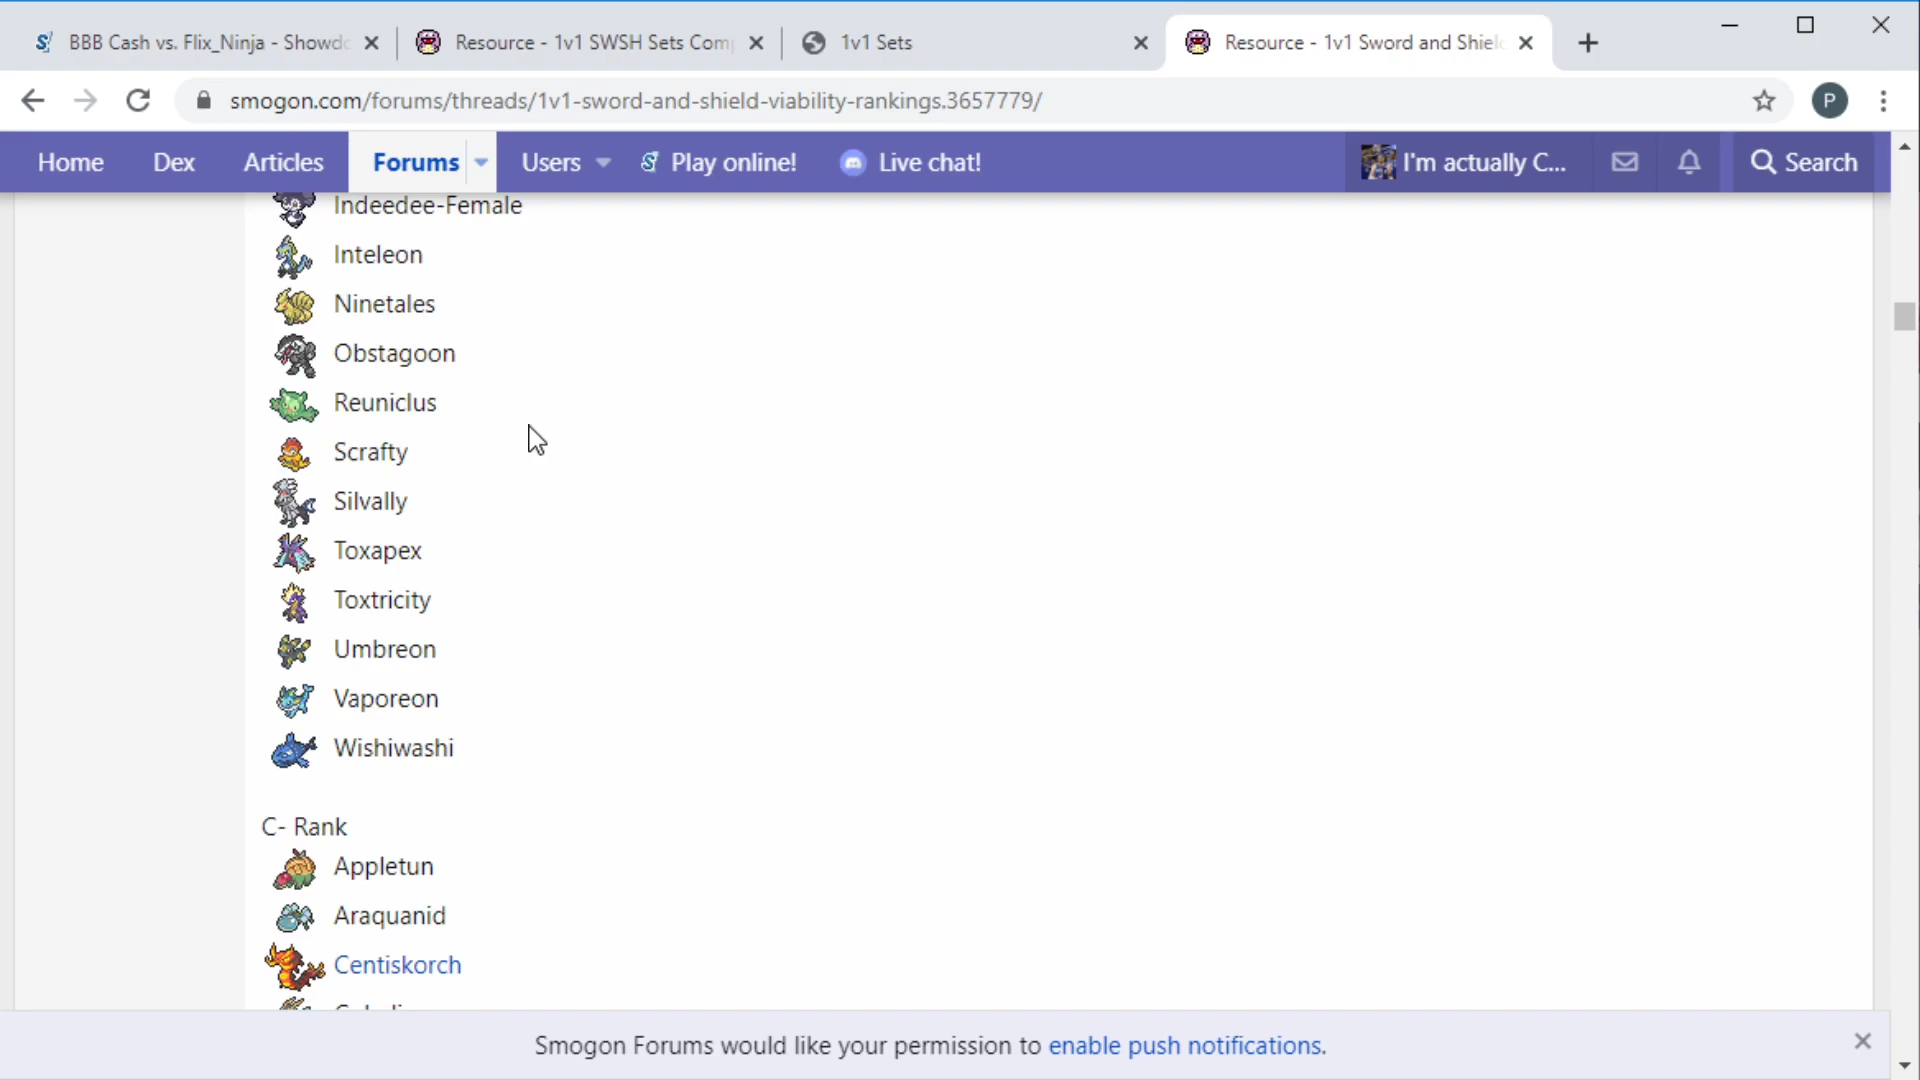 BBB Cash vs. Flix_Ninja - Showdo
Resource - 1v1 SWSH Sets Com
1v1 Sets
Resource - 1v1 Sword and Shiel
smogon.com/forums/threads/1v1-sword-and-shield-viability-rankings.3657779/
P
Home
Dex
Articles
Forums
Users
Play online!
Live chat!
I'm actually C...
Search
Indeedee-Female
Inteleon
Ninetales
Obstagoon
Reuniclus
Scrafty
Silvally
Toxapex
Toxtricity
Umbreon
Vaporeon
Wishiwashi
C- Rank
Appletun
Araquanid
Centiskorch
Smogon Forums would like your permission to enable push notifications.